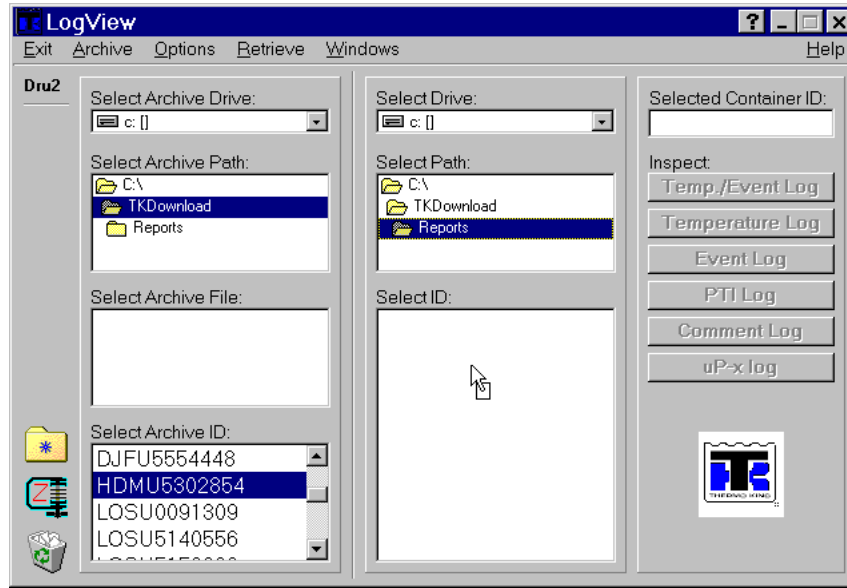 LogView
Exit Archive Options Retrieve Windows Help
Dru2
Select Archive Drive:
c: []
Select Archive Path:
C:\
TKDownload
Reports
Select Archive File:
Select Archive ID:
DJFU5554448
HDMU5302854
LOSU0091309
LOSU5140556
Select Drive:
c: []
Select Path:
C:\
TKDownload
Reports
Select ID:
Selected Container ID:
Inspect:
Temp./Event Log
Temperature Log
Event Log
PTI Log
Comment Log
uP-x log
THERMO KING